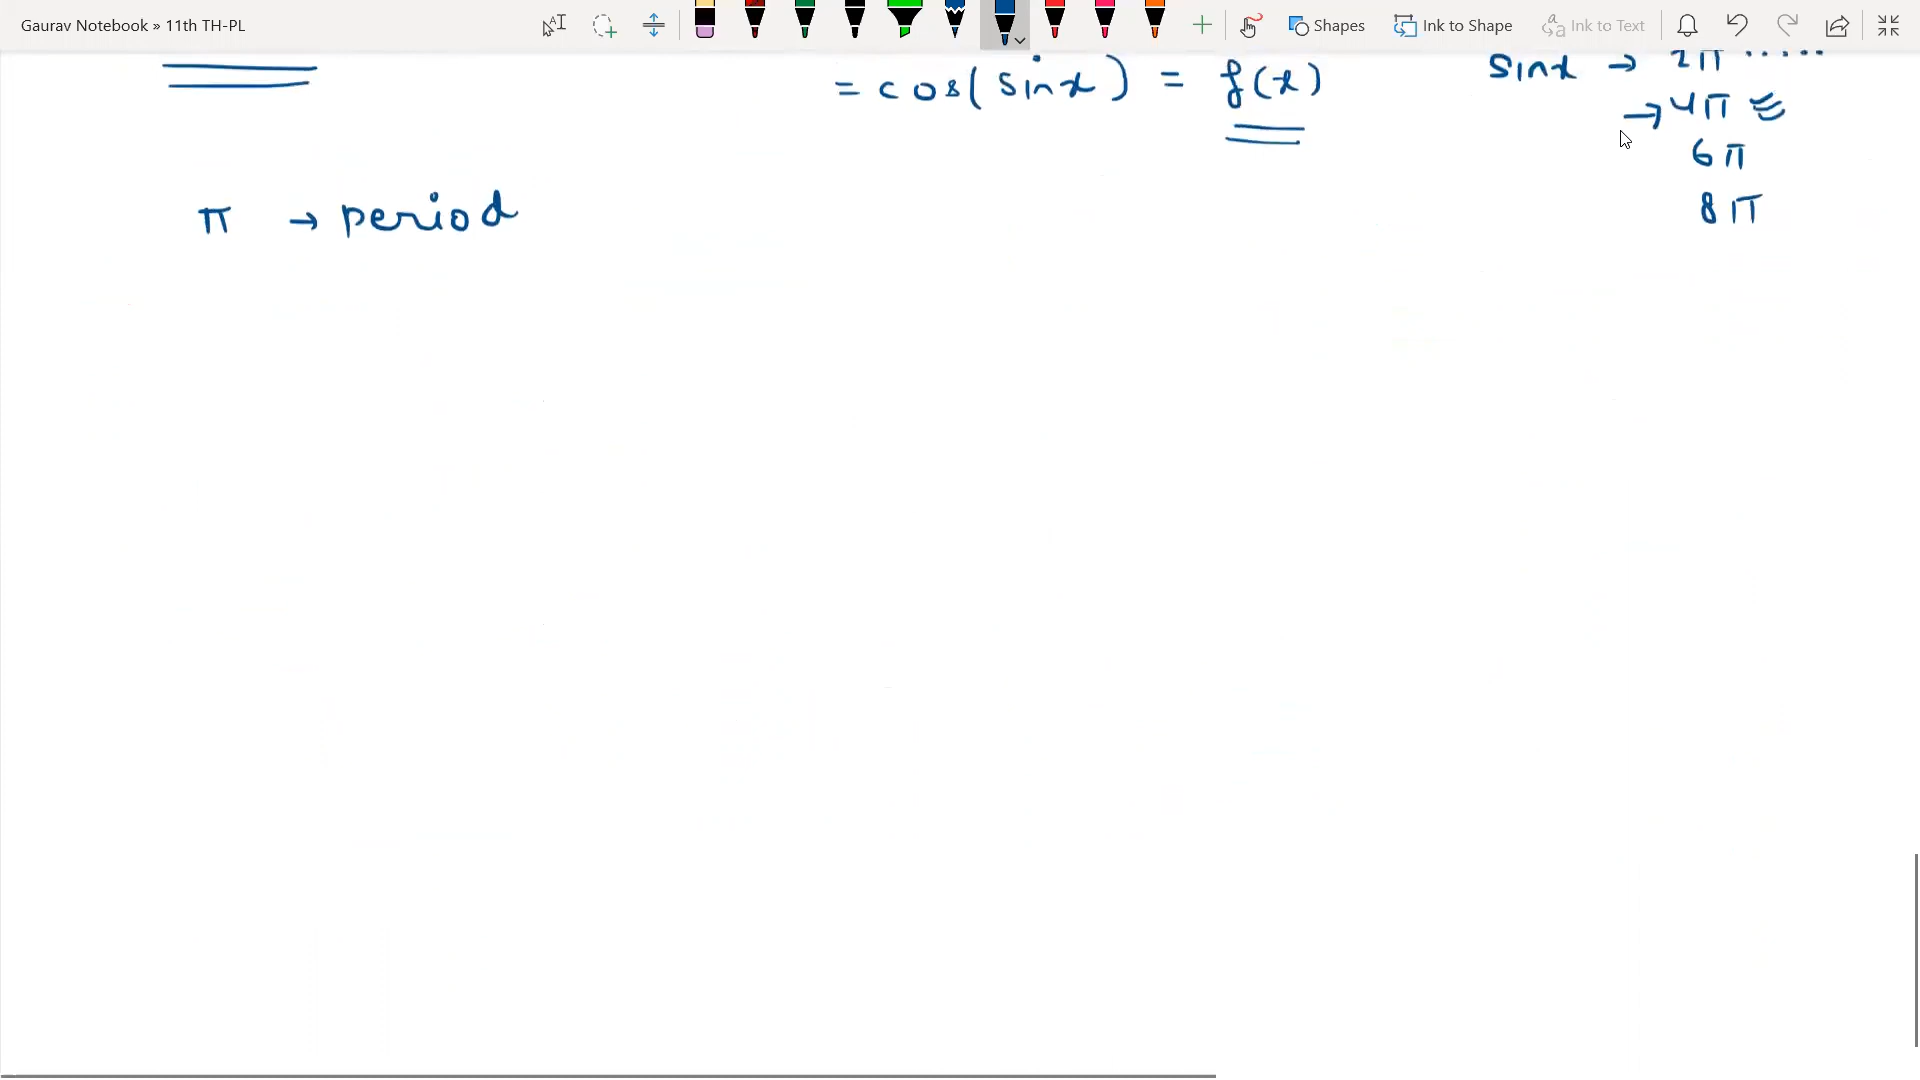 Gaurav Notebook » 11th TH-PL
Shapes
Ink to Shape
Ink to Text
= cos(sinx) = f(x)
sinx → 2π .....
→ 4π
6π
8π
π → period